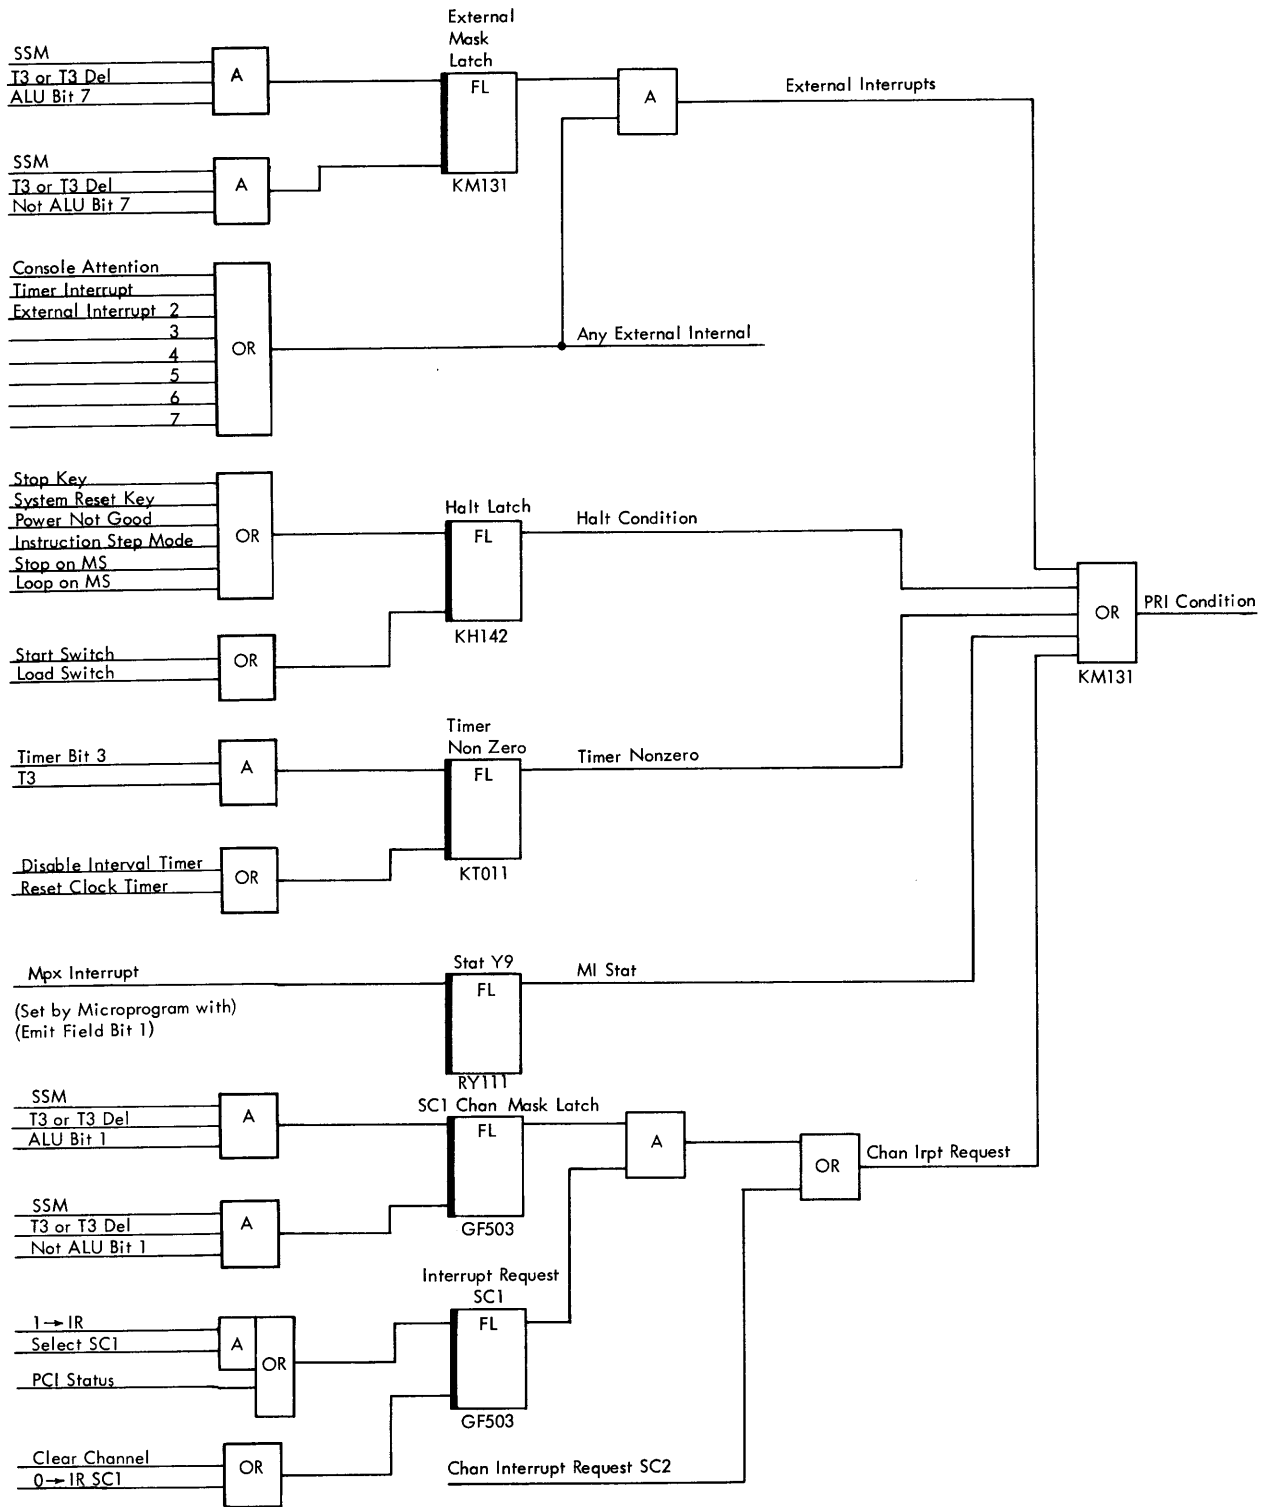 External
Mask
Latch
SSM
T3 or T3 Del
ALU Bit 7
A
FL
A
External Interrupts
SSM
T3 or T3 Del
Not ALU Bit 7
A
KM131
Console Attention
Timer Interrupt
External Interrupt 2
3
4
5
6
7
OR
Any External Internal
Stop Key
System Reset Key
Power Not Good
Instruction Step Mode
Stop on MS
Loop on MS
OR
Halt Latch
FL
KH142
Halt Condition
Start Switch
Load Switch
OR
OR
PRI Condition
KM131
Timer Bit 3
T3
A
Timer
Non Zero
FL
KT011
Timer Nonzero
Disable Interval Timer
Reset Clock Timer
OR
Mpx Interrupt
(Set by Microprogram with)
(Emit Field Bit 1)
Stat Y9
FL
RY111
MI Stat
SSM
T3 or T3 Del
ALU Bit 1
A
SC1 Chan Mask Latch
FL
GF503
A
OR
Chan Irpt Request
SSM
T3 or T3 Del
Not ALU Bit 1
A
Interrupt Request
SC1
FL
GF503
1→IR
Select SC1
A
OR
PCI Status
Clear Channel
0→IR SC1
OR
Chan Interrupt Request SC2